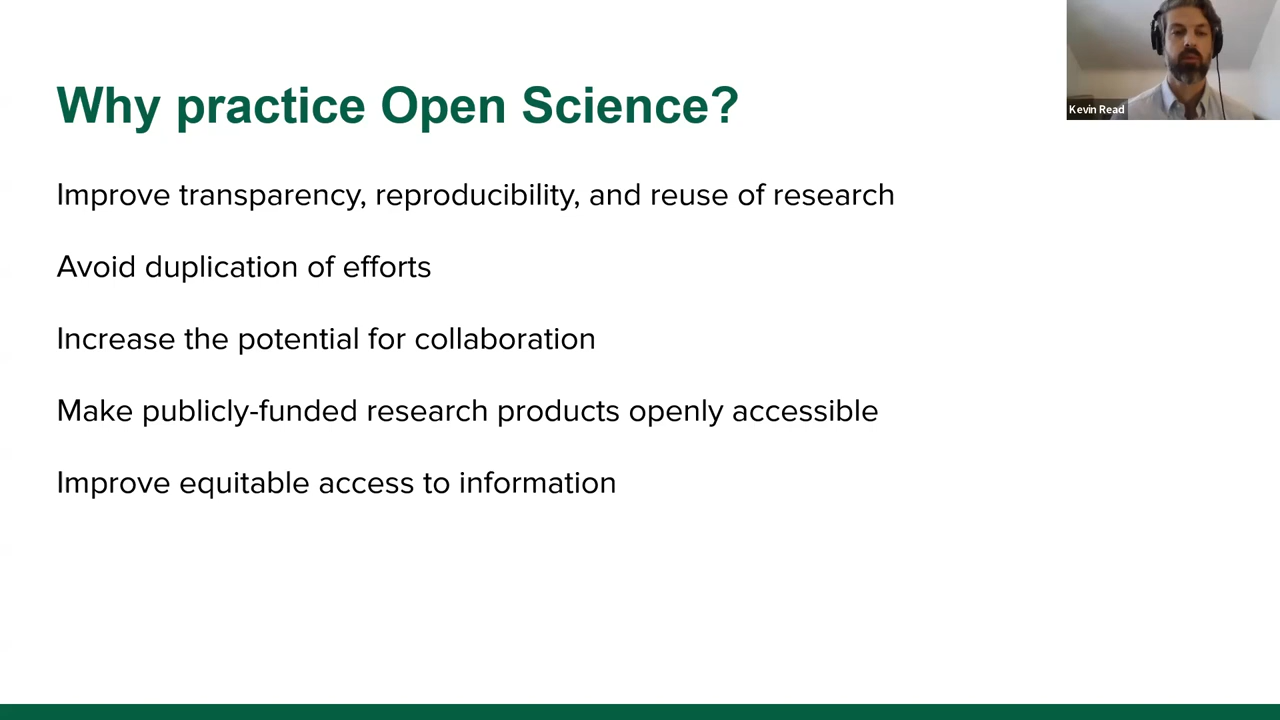 Why practice Open Science?
Kevin Read
Improve transparency, reproducibility, and reuse of research
Avoid duplication of efforts
Increase the potential for collaboration
Make publicly-funded research products openly accessible
Improve equitable access to information